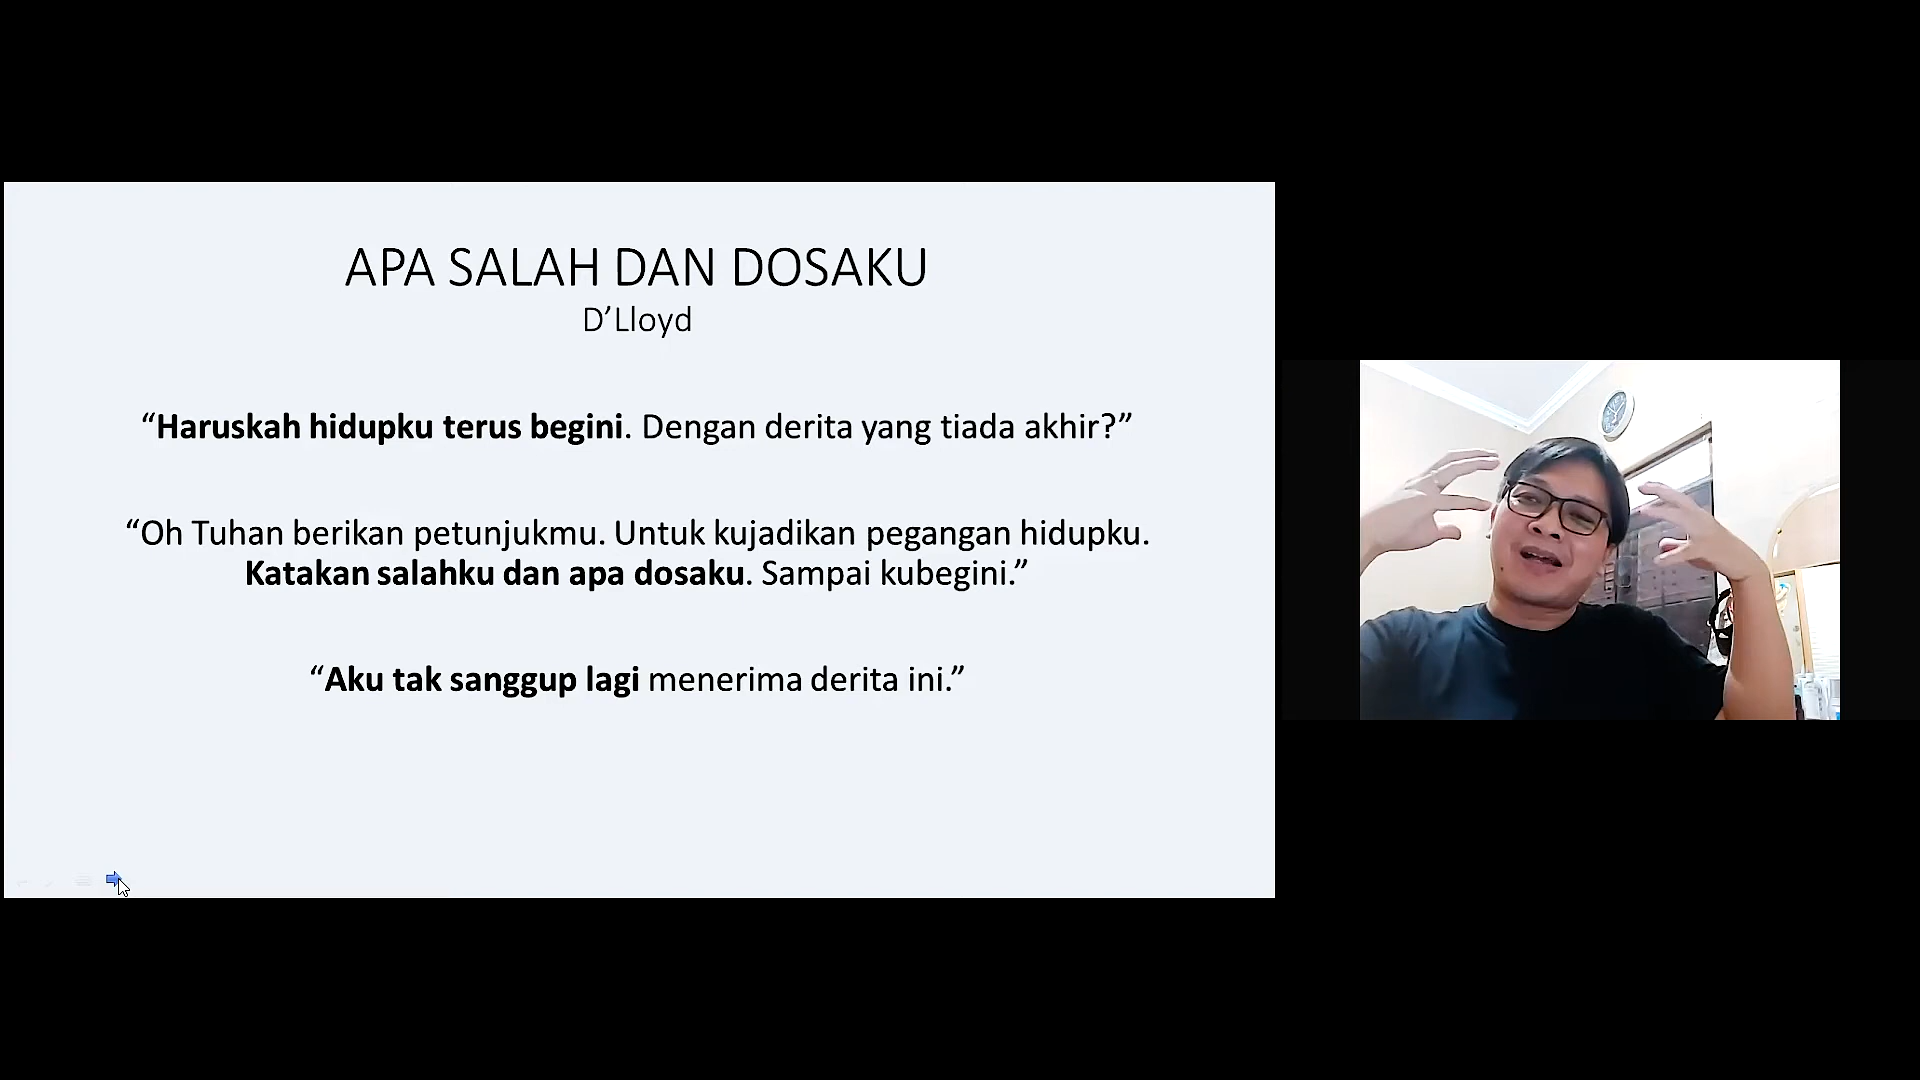 APA SALAH DAN DOSAKU
D’Lloyd
“Haruskah hidupku terus begini. Dengan derita yang tiada akhir?”
“Oh Tuhan berikan petunjukmu. Untuk kujadikan pegangan hidupku.
Katakan salahku dan apa dosaku. Sampai kubegini.”
“Aku tak sanggup lagi menerima derita ini.”